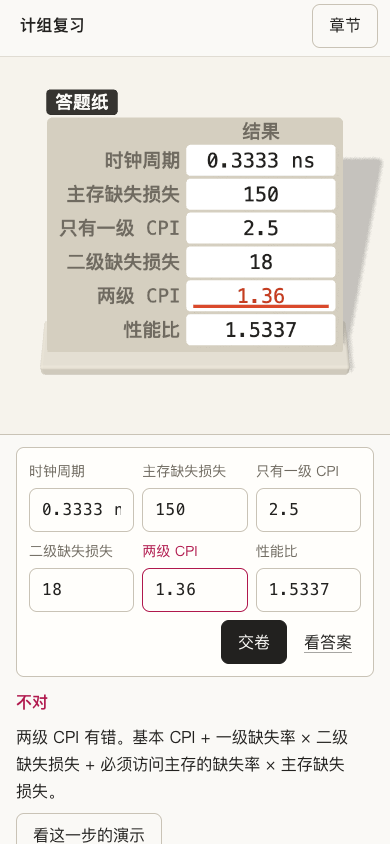 计组复习
章节
答题纸
结果
时钟周期 0.3333 ns
主存缺失损失 150
只有一级 CPI 2.5
二级缺失损失 18
两级 CPI 1.36
性能比 1.5337
时钟周期 主存缺失损失 只有一级 CPI
0.3333 n 150 2.5
二级缺失损失 两级 CPI 性能比
18 1.36 1.5337
交卷 看答案
不对
两级 CPI 有错。基本 CPI + 一级缺失率 × 二级
缺失损失 + 必须访问主存的缺失率 × 主存缺失
损失。
看这一步的演示